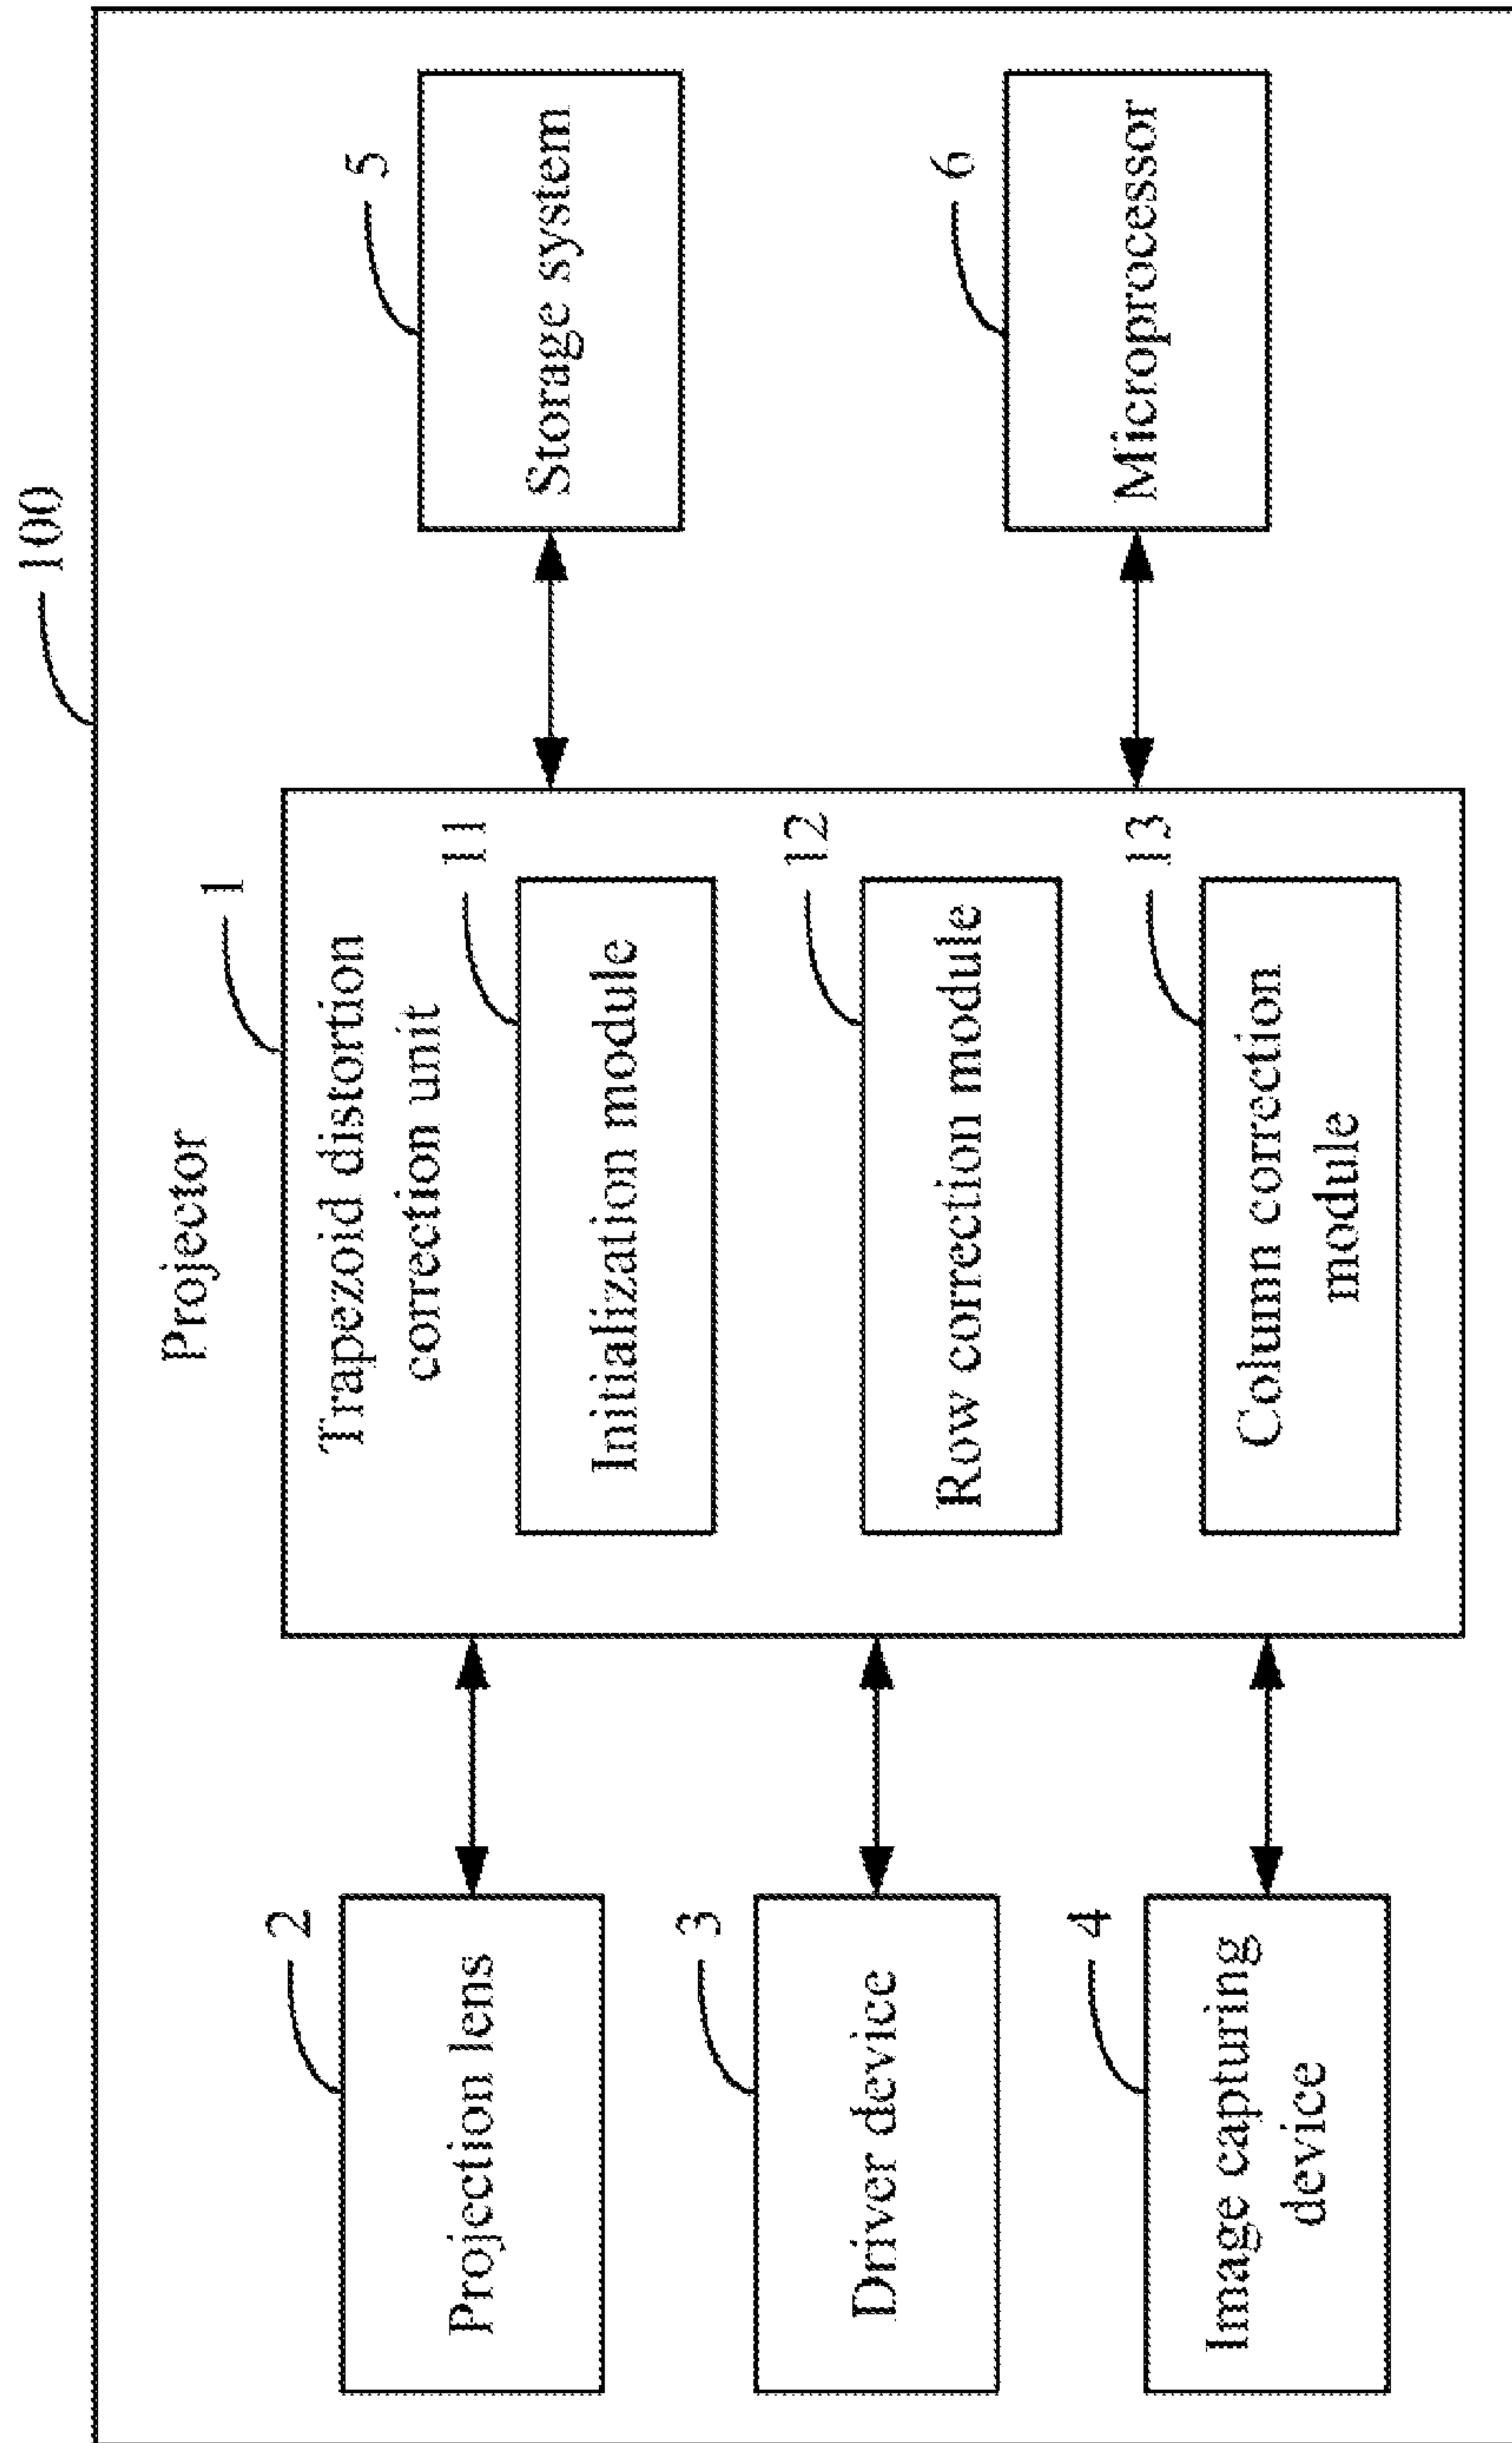 100
Projector
1
Trapezoid distortion
correction unit
2
Projection lens
11
Initialization module
5
Storage system
3
Driver device
12
Row correction module
4
Image capturing
device
13
Column correction
module
6
Microprocessor